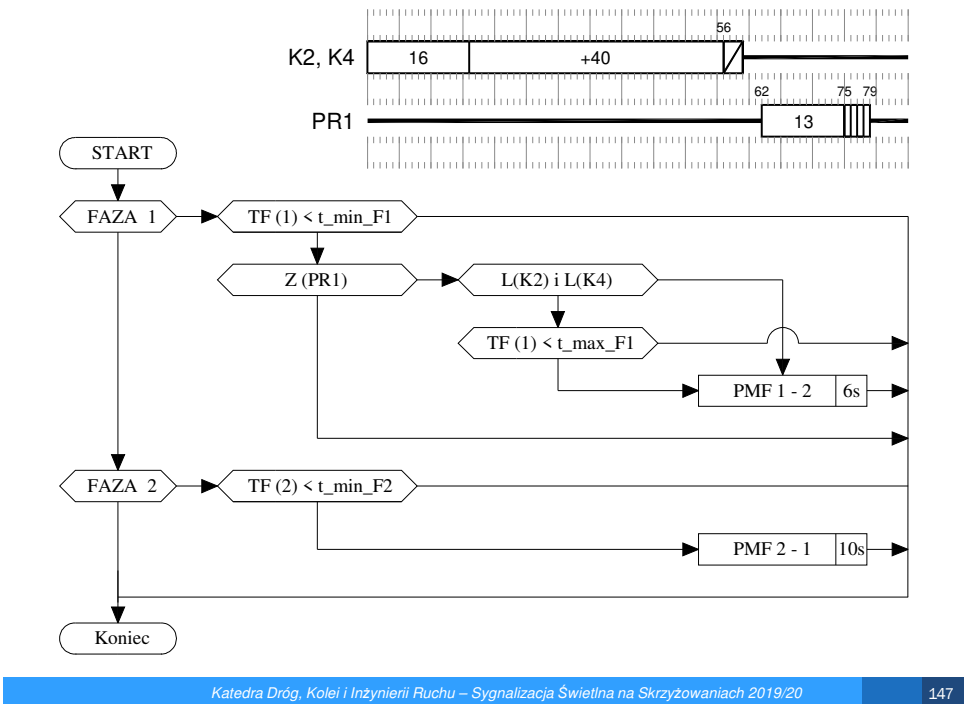 56
K2, K4 16 +40
62 75 79
PR1 13
START
FAZA 1 TF (1) < t_min_F1
Z (PR1) L(K2) i L(K4)
TF (1) < t_max_F1
PMF 1 - 2 6s
FAZA 2 TF (2) < t_min_F2
PMF 2 - 1 10s
Koniec
Katedra Dróg, Kolei i Inżynierii Ruchu – Sygnalizacja Świetlna na Skrzyżowaniach 2019/20 147